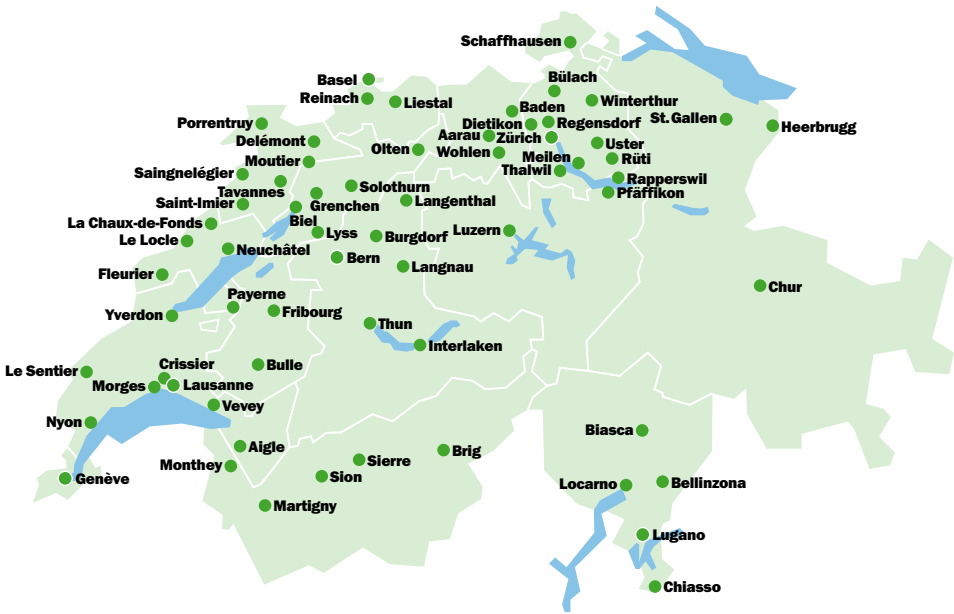 Schaffhausen
Basel
Bülach
Reinach
Liestal
Winterthur
Baden
St.Gallen
Porrentruy
Dietikon
Regensdorf
Heerbrugg
Aarau
Zürich
Delémont
Uster
Olten
Wohlen
Meilen
Rüti
Moutier
Thalwil
Saingnelégier
Rapperswil
Tavannes
Solothurn
Pfäffikon
Saint-Imier
Grenchen
Langenthal
La Chaux-de-Fonds
Biel
Lyss
Burgdorf
Luzern
Le Locle
Neuchâtel
Bern
Langnau
Fleurier
Chur
Payerne
Yverdon
Fribourg
Thun
Interlaken
Crissier
Bulle
Le Sentier
Morges
Lausanne
Vevey
Nyon
Biasca
Aigle
Brig
Monthey
Sierre
Genève
Sion
Locarno
Bellinzona
Martigny
Lugano
Chiasso